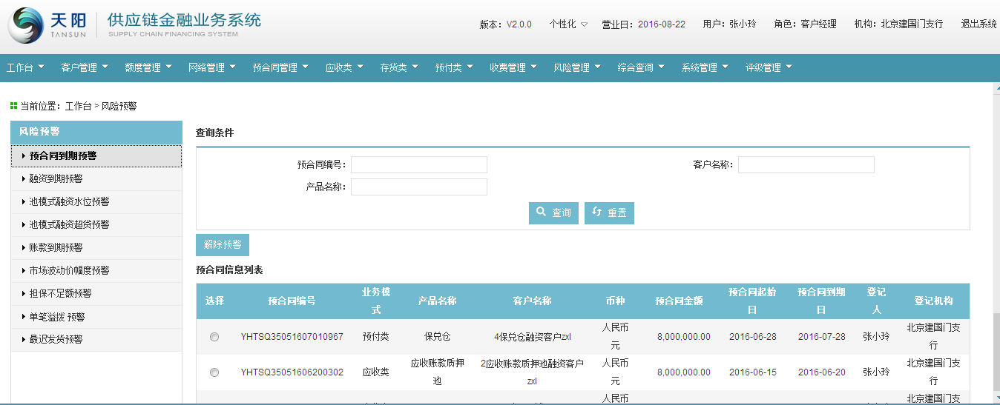 天阳 供应链金融业务系统
TANSUN SUPPLY CHAIN FINANCING SYSTEM
版本：V2.0.0 个性化 营业日：2016-08-22 用户：张小玲 角色：客户经理 机构：北京建国门支行 退出系统
工作台 客户管理 额度管理 网络管理 预合同管理 应收类 存货类 预付类 收费管理 风险管理 综合查询 系统管理 评级管理
当前位置：工作台 > 风险预警
风险预警
预合同到期预警
融资到期预警
池模式融资水位预警
池模式融资超贷预警
账款到期预警
市场波动价幅度预警
担保不足额预警
单笔溢拨 预警
最迟发货预警
查询条件
预合同编号： 客户名称：
产品名称：
查询 重置
解除预警
预合同信息列表
选择 预合同编号 业务模式 产品名称 客户名称 币种 预合同金额 预合同起始日 预合同到期日 登记人 登记机构
YHTSQ35051607010967 预付类 保兑仓 4保兑仓融资客户zxl 人民币元 8,000,000.00 2016-06-28 2016-07-28 张小玲 北京建国门支行
YHTSQ35051606200302 应收类 应收账款质押池 2应收账款质押池融资客户zxl 人民币元 8,000,000.00 2016-06-15 2016-06-20 张小玲 北京建国门支行
人民币 北京建国门支